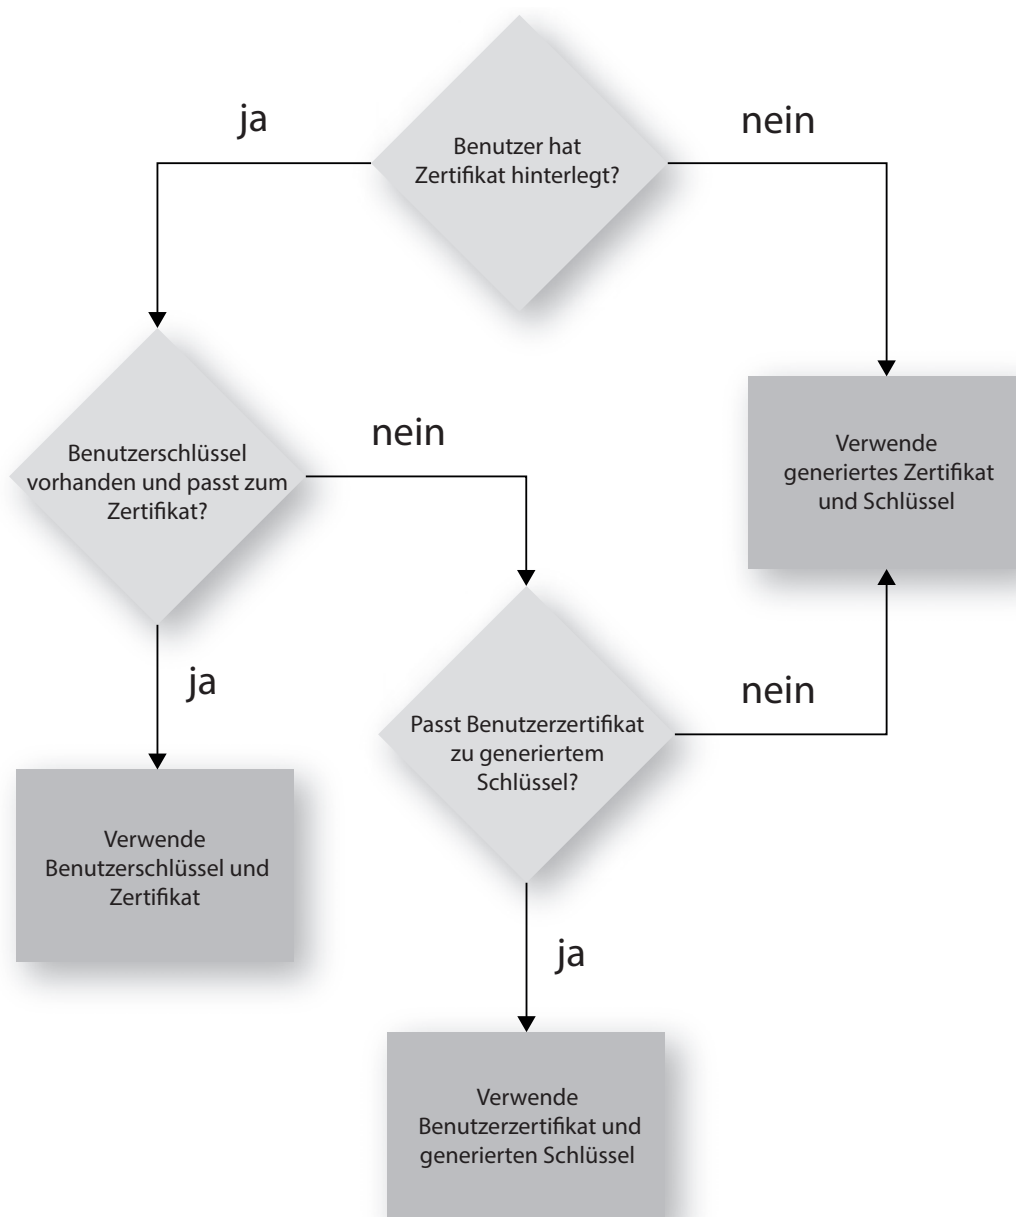 ja
nein
Benutzer hat
Zertifikat hinterlegt?
nein
Benutzerschlüssel
vorhanden und passt zum
Zertifikat?
Verwende
generiertes Zertifikat
und Schlüssel
ja
nein
Passt Benutzerzertifikat
zu generiertem
Schlüssel?
Verwende
Benutzerschlüssel und
Zertifikat
ja
Verwende
Benutzerzertifikat und
generierten Schlüssel